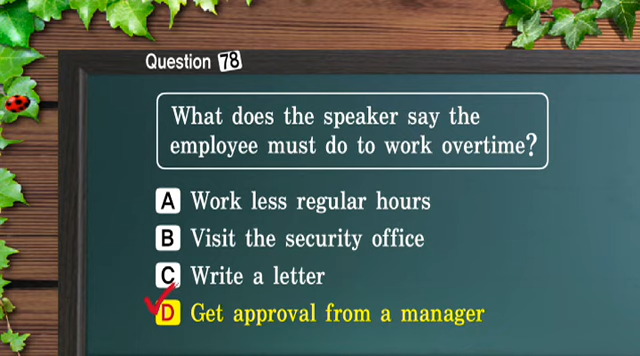 Question 78
What does the speaker say the
employee must do to work overtime?
A Work less regular hours
B Visit the security office
C Write a letter
D Get approval from a manager